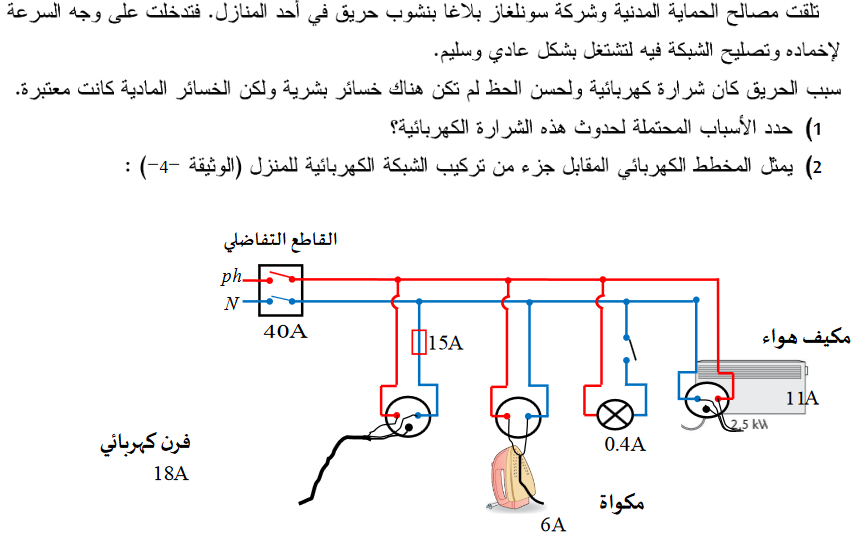 تلقت مصالح الحماية المدنية وشركة سونلغاز بلاغا بنشوب حريق في أحد المنازل. فتدخلت على وجه السرعة
لإخماده وتصليح الشبكة فيه لتشتغل بشكل عادي وسليم.
سبب الحريق كان شرارة كهربائية ولحسن الحظ لم تكن هناك خسائر بشرية ولكن الخسائر المادية كانت معتبرة.
1) حدد الأسباب المحتملة لحدوث هذه الشرارة الكهربائية؟
2) يمثل المخطط الكهربائي المقابل جزء من تركيب الشبكة الكهربائية للمنزل (الوثيقة -4-) :
القاطع التفاضلي
ph
N
40A
15A
مكيف هواء
11A
2,5 kW
0.4A
فرن كهربائي
18A
مكواة
6A